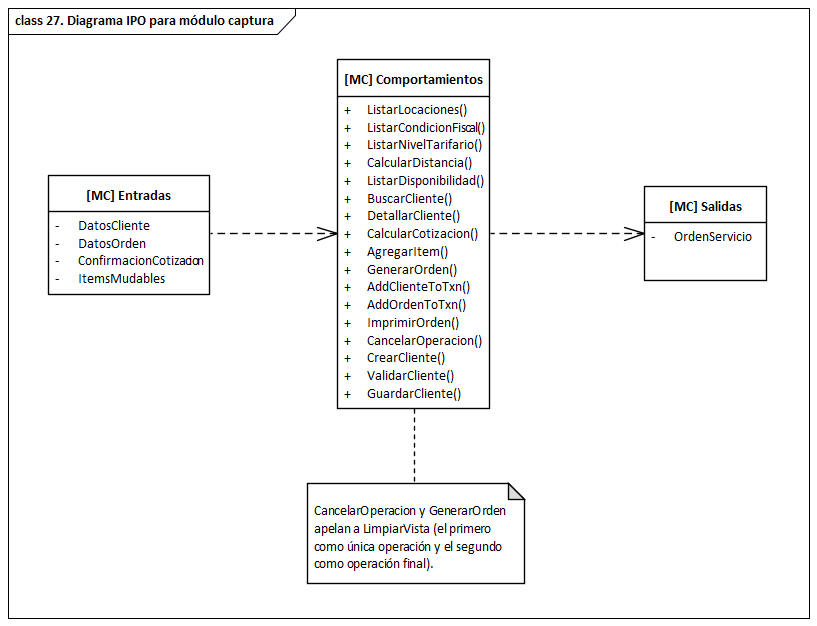 class 27. Diagrama IPO para módulo captura
[MC] Entradas
- DatosCliente
- DatosOrden
- ConfirmacionCotizacion
- ItemsMudables
[MC] Comportamientos
+ ListarLocaciones()
+ ListarCondicionFiscal()
+ ListarNivelTarifario()
+ CalcularDistancia()
+ ListarDisponibilidad()
+ BuscarCliente()
+ DetallarCliente()
+ CalcularCotizacion()
+ AgregarItem()
+ GenerarOrden()
+ AddClienteToTxn()
+ AddOrdenToTxn()
+ ImprimirOrden()
+ CancelarOperacion()
+ CrearCliente()
+ ValidarCliente()
+ GuardarCliente()
[MC] Salidas
- OrdenServicio
CancelarOperacion y GenerarOrden
apelan a LimpiarVista (el primero
como única operación y el segundo
como operación final).